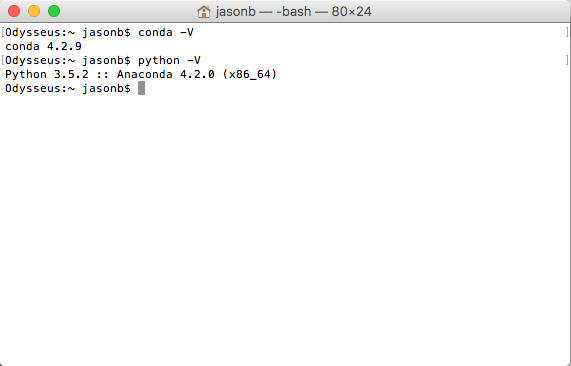 jasonb — -bash — 80×24
[Odysseus:~ jasonb$ conda -V ]
conda 4.2.9
[Odysseus:~ jasonb$ python -V ]
Python 3.5.2 :: Anaconda 4.2.0 (x86_64)
Odysseus:~ jasonb$